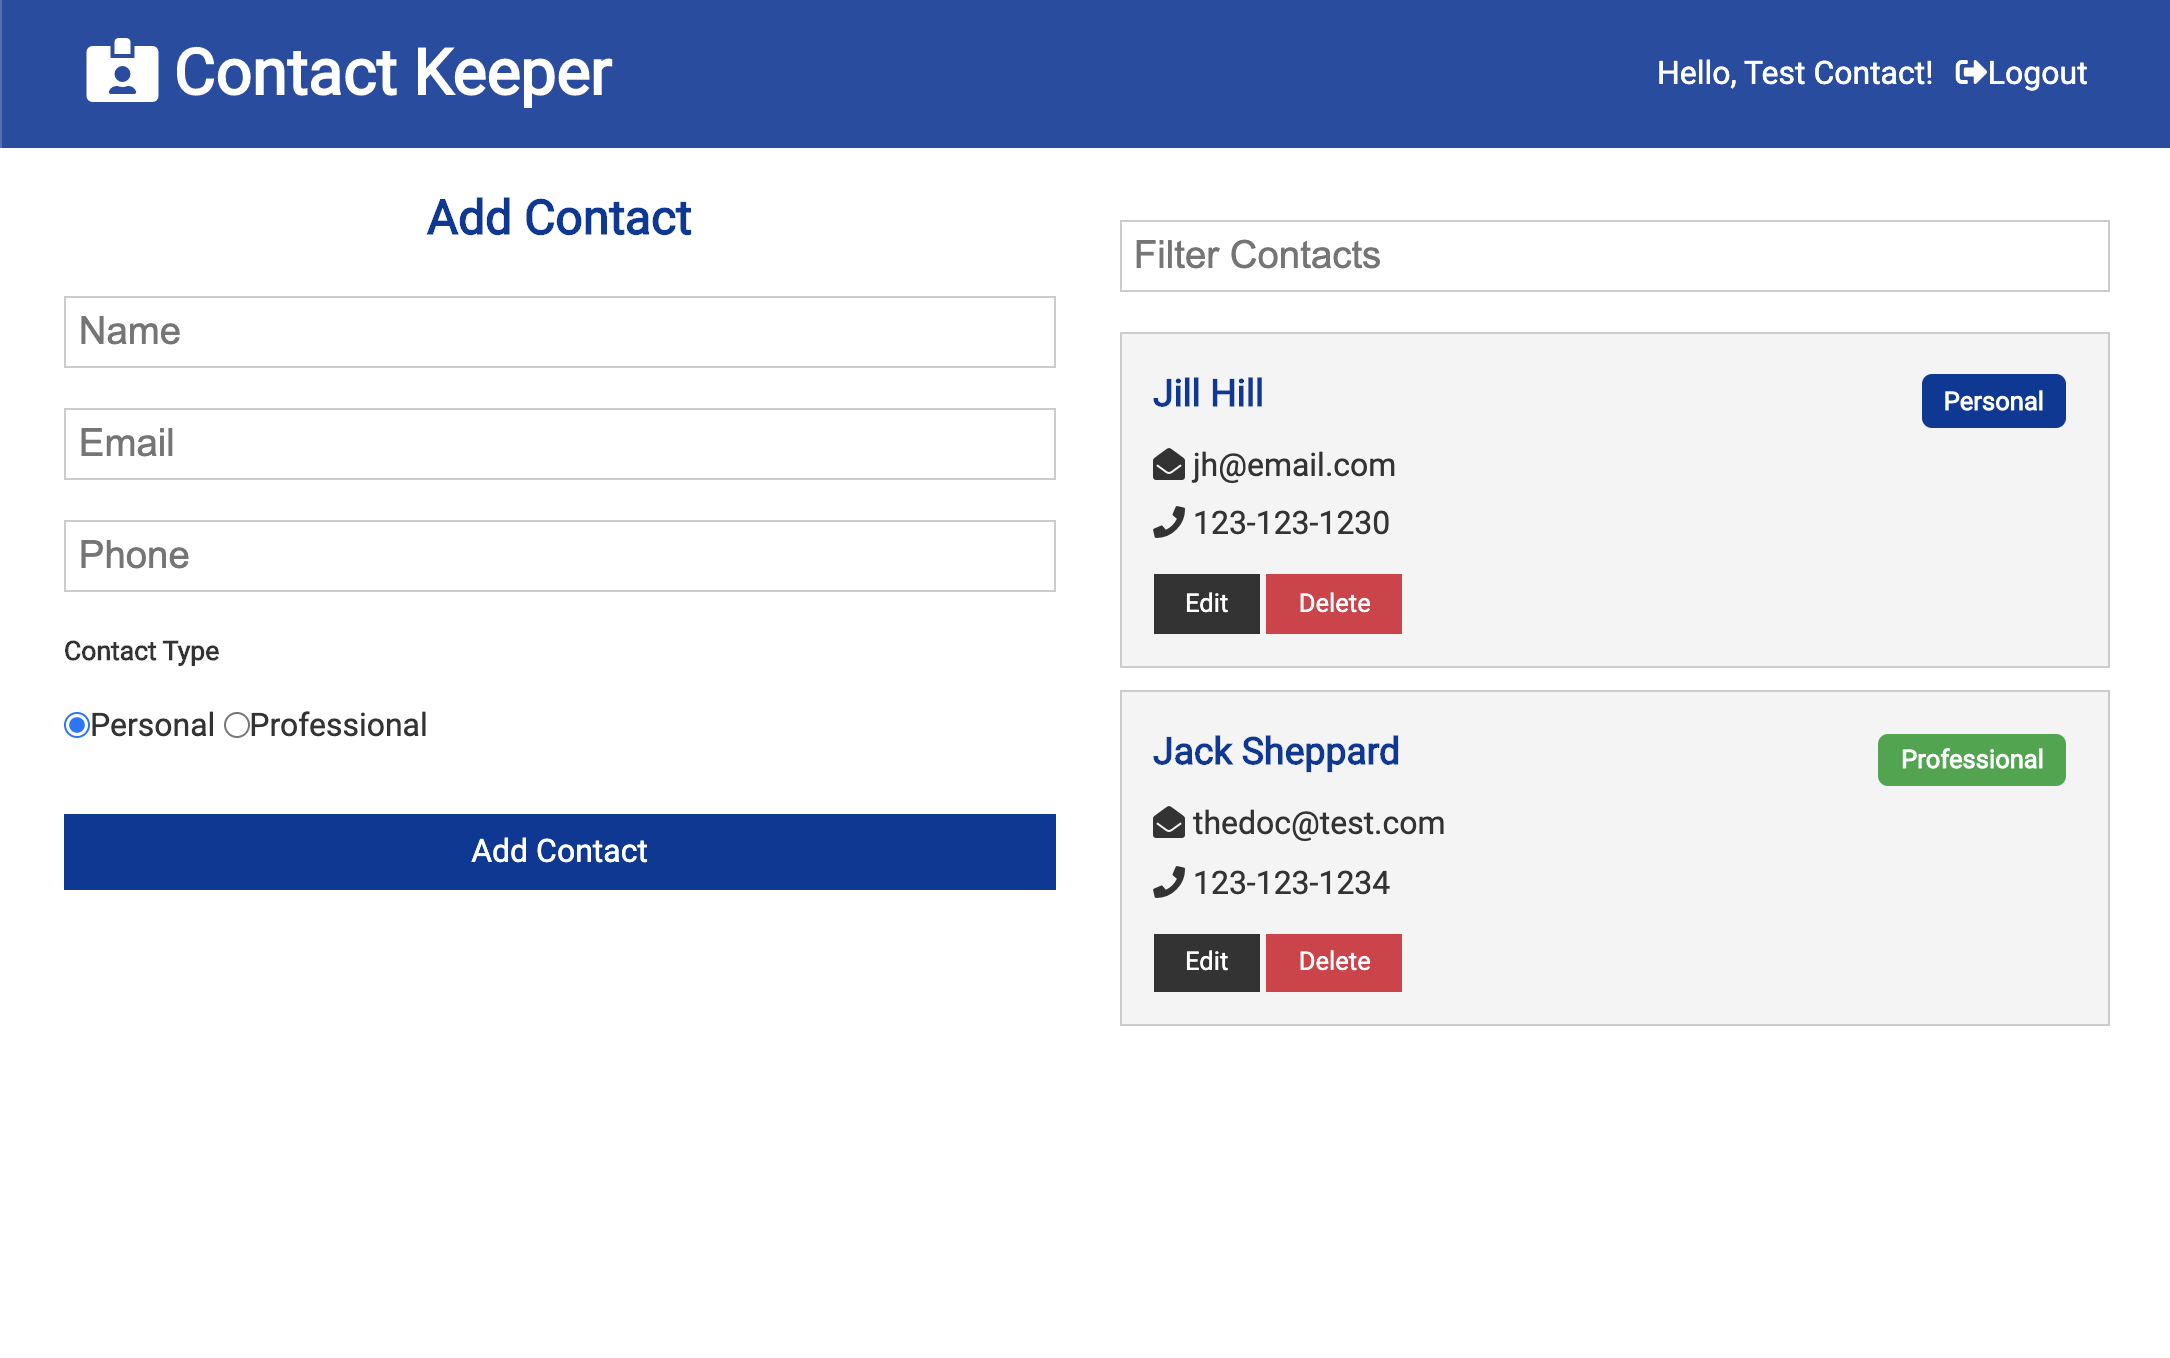 Contact Keeper
Hello, Test Contact! Logout
Add Contact
Name
Email
Phone
Contact Type
Personal Professional
Add Contact
Filter Contacts
Jill Hill
Personal
jh@email.com
123-123-1230
Edit Delete
Jack Sheppard
Professional
thedoc@test.com
123-123-1234
Edit Delete